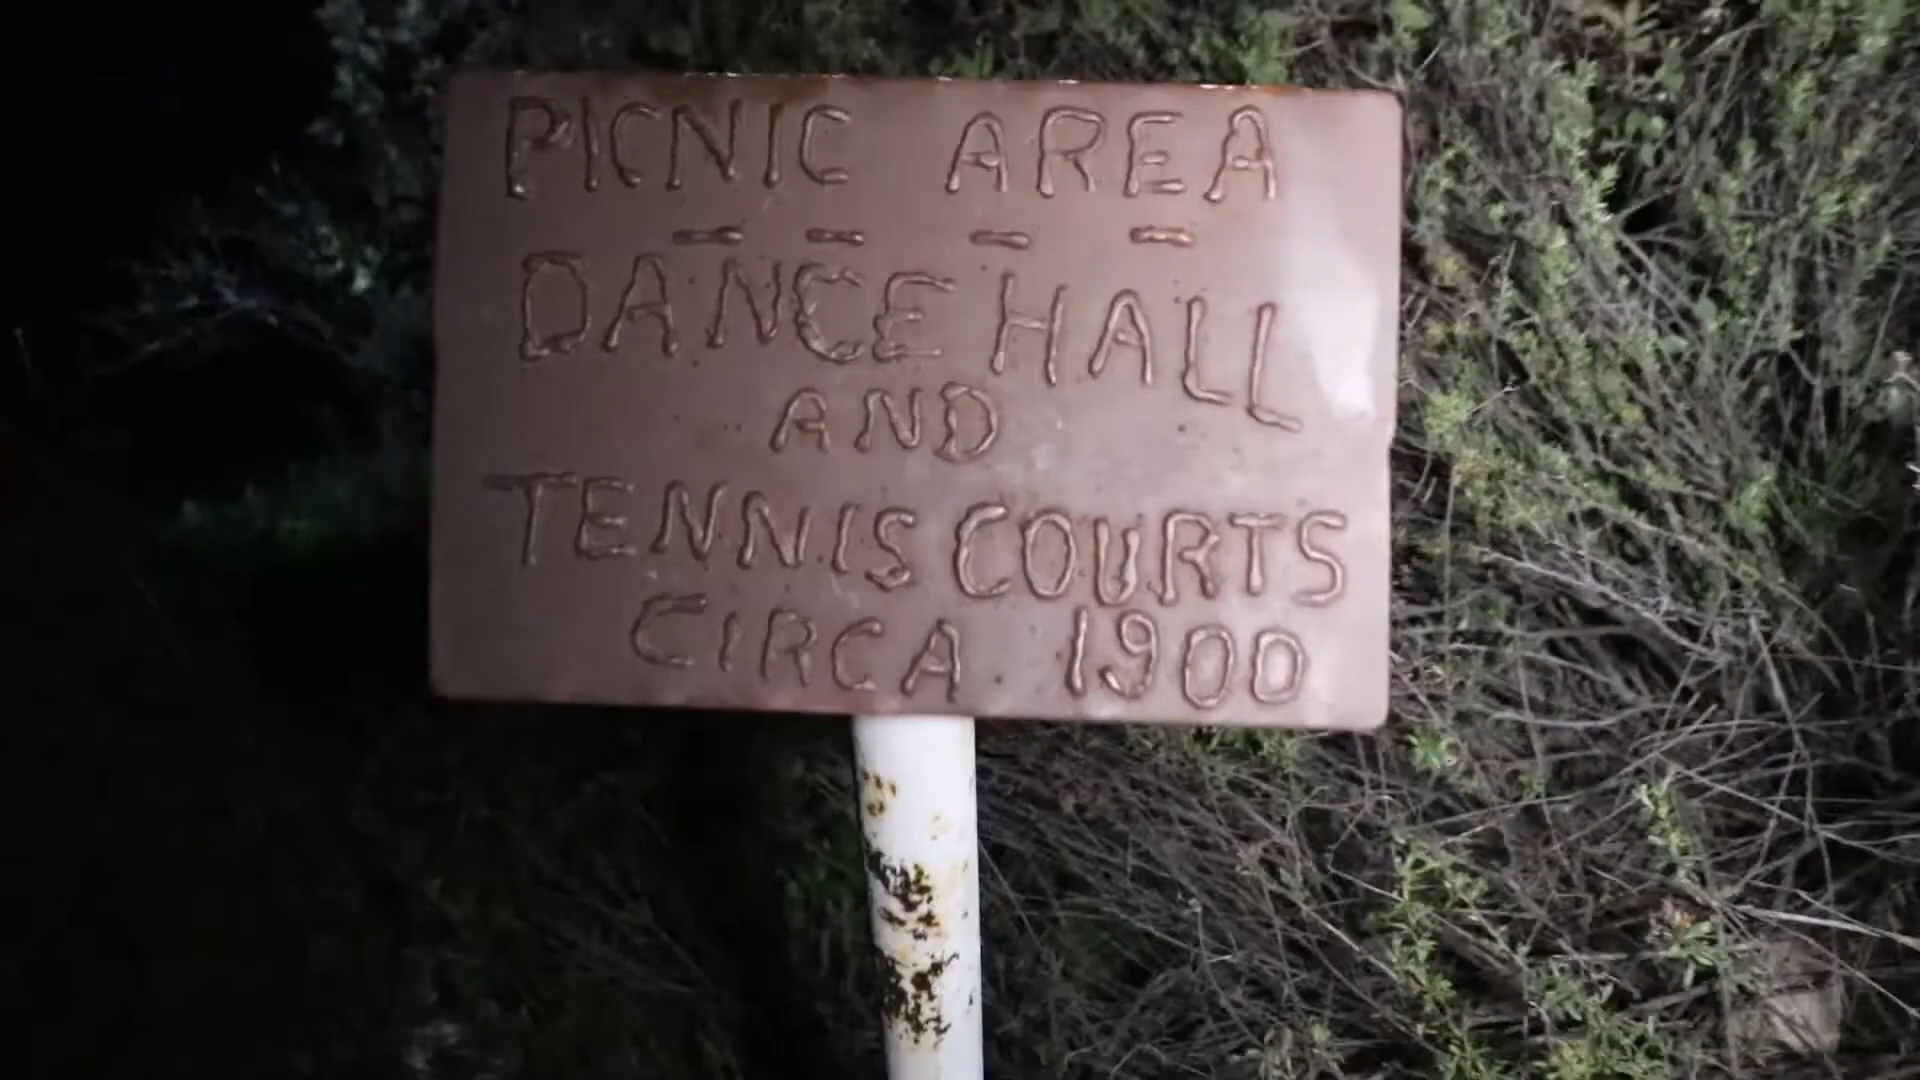 PICNIC AREA
- - - -
DANCE HALL
AND
TENNIS COURTS
CIRCA 1900